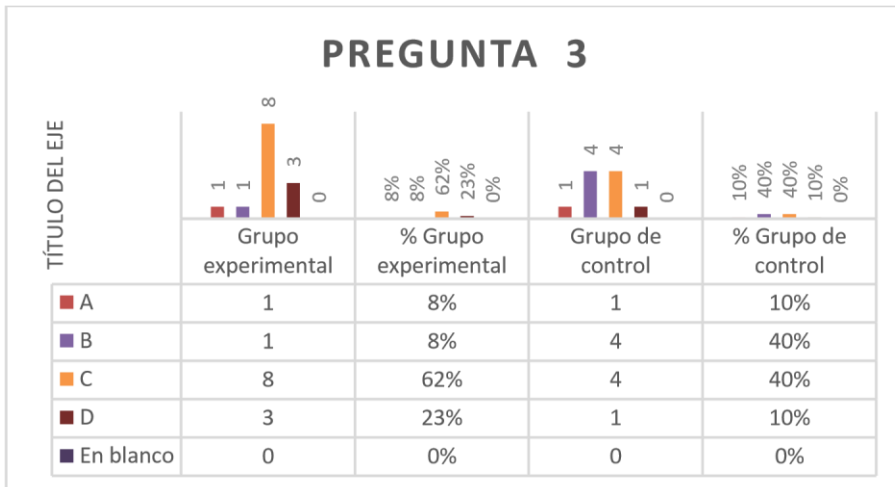 PREGUNTA 3
TÍTULO DEL EJE
1 1 8 3 0
8% 8% 62% 23% 0%
1 4 4 1 0
10% 40% 40% 10% 0%
Grupo experimental % Grupo experimental Grupo de control % Grupo de control
A 1 8% 1 10%
B 1 8% 4 40%
C 8 62% 4 40%
D 3 23% 1 10%
En blanco 0 0% 0 0%